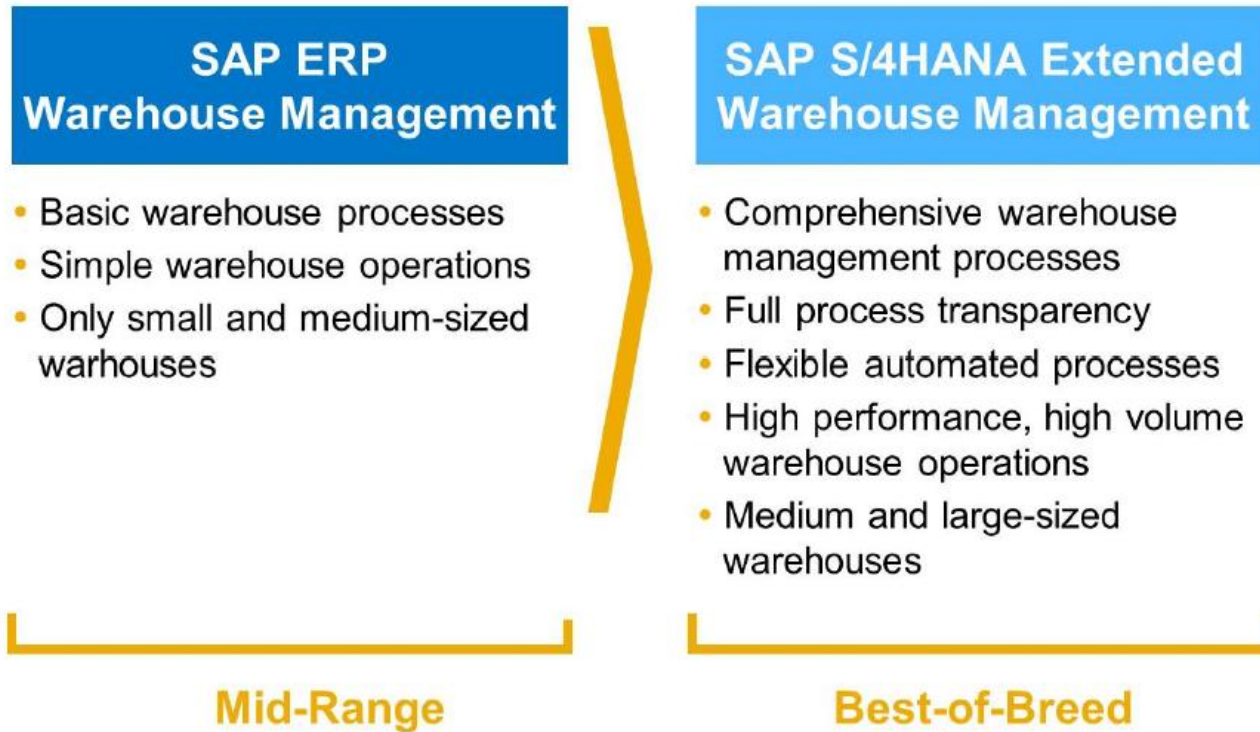 SAP ERP
Warehouse Management
• Basic warehouse processes
• Simple warehouse operations
• Only small and medium-sized
warhouses
Mid-Range
SAP S/4HANA Extended
Warehouse Management
• Comprehensive warehouse
management processes
• Full process transparency
• Flexible automated processes
• High performance, high volume
warehouse operations
• Medium and large-sized
warehouses
Best-of-Breed